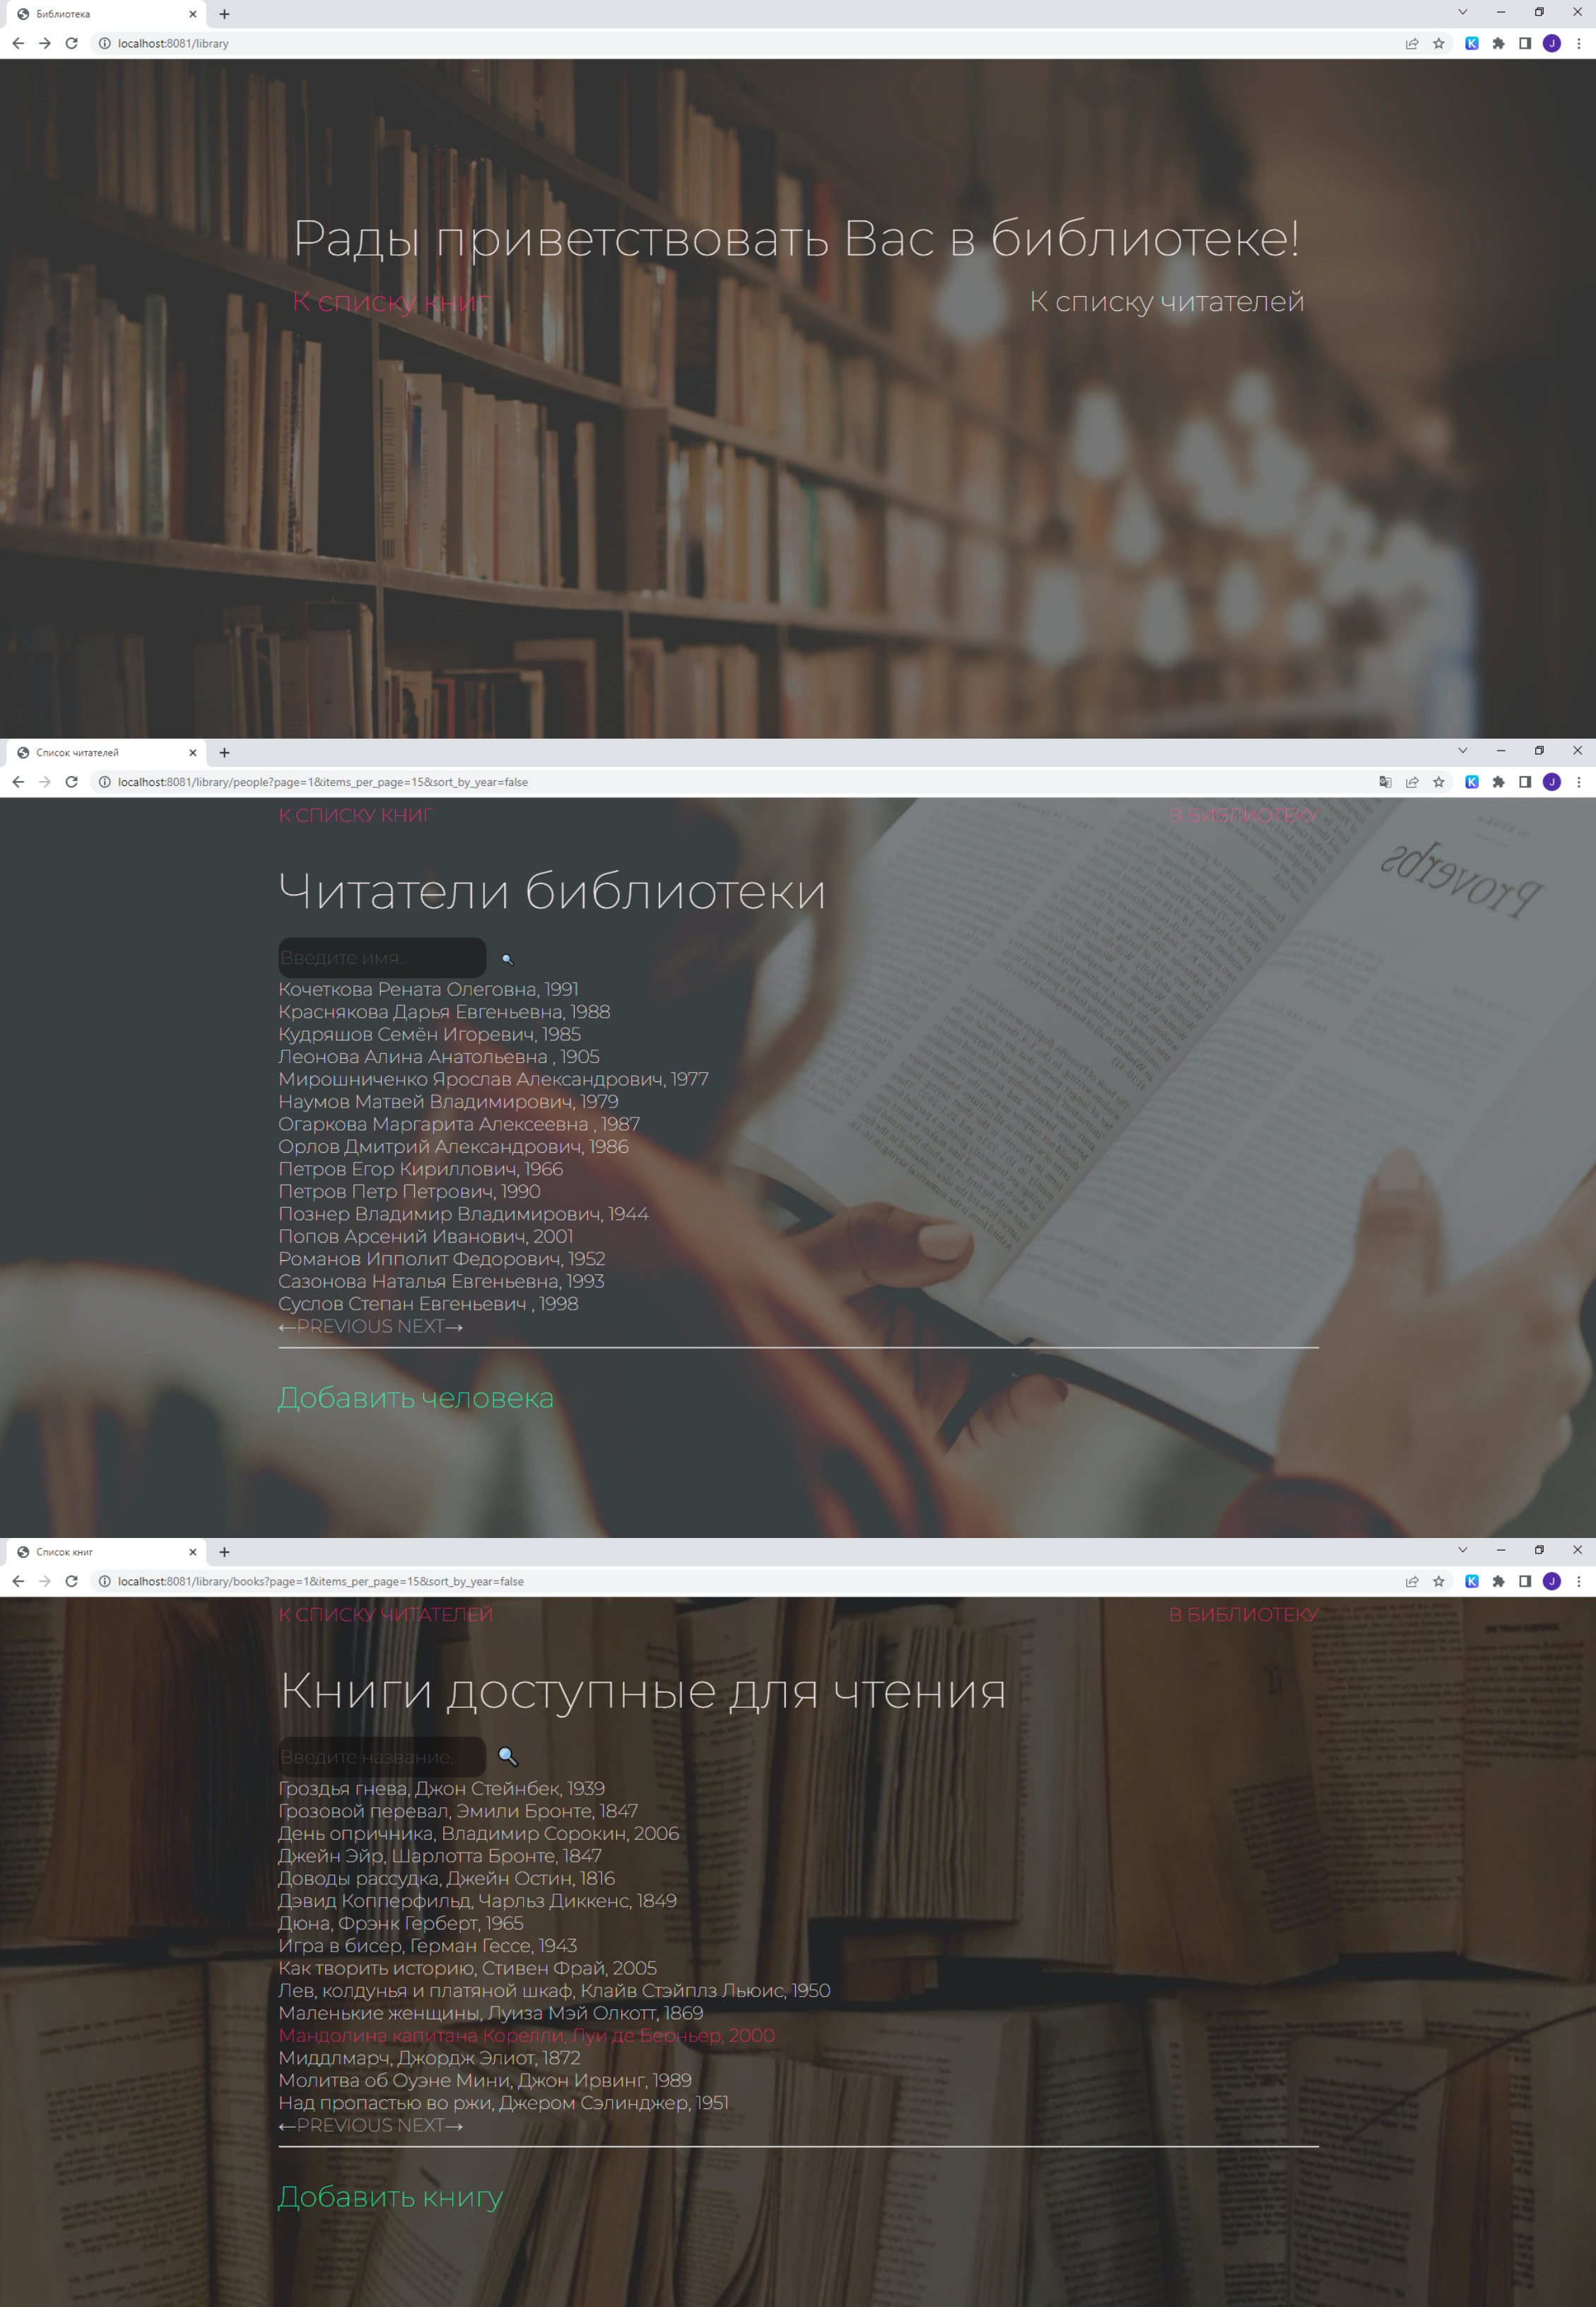 Библиотека
localhost:8081/library
J
Рады приветствовать Вас в библиотеке!
К списку книг К списку читателей
Список читателей
localhost:8081/library/people?page=1&items_per_page=15&sort_by_year=false
J
К СПИСКУ КНИГ В БИБЛИОТЕКУ
Proverbs
Читатели библиотеки
Введите имя..
Кочеткова Рената Олеговна, 1991
Краснякова Дарья Евгеньевна, 1988
Кудряшов Семён Игоревич, 1985
Леонова Алина Анатольевна , 1905
Мирошниченко Ярослав Александрович, 1977
Наумов Матвей Владимирович, 1979
Огаркова Маргарита Алексеевна , 1987
Орлов Дмитрий Александрович, 1986
Петров Егор Кириллович, 1966
Петров Петр Петрович, 1990
Познер Владимир Владимирович, 1944
Попов Арсений Иванович, 2001
Романов Ипполит Федорович, 1952
Сазонова Наталья Евгеньевна, 1993
Суслов Степан Евгеньевич , 1998
←PREVIOUS NEXT→
Добавить человека
Список книг
localhost:8081/library/books?page=1&items_per_page=15&sort_by_year=false
J
К СПИСКУ ЧИТАТЕЛЕЙ В БИБЛИОТЕКУ
Книги доступные для чтения
Введите название..
Гроздья гнева, Джон Стейнбек, 1939
Грозовой перевал, Эмили Бронте, 1847
День опричника, Владимир Сорокин, 2006
Джейн Эйр, Шарлотта Бронте, 1847
Доводы рассудка, Джейн Остин, 1816
Дэвид Копперфильд, Чарльз Диккенс, 1849
Дюна, Фрэнк Герберт, 1965
Игра в бисер, Герман Гессе, 1943
Как творить историю, Стивен Фрай, 2005
Лев, колдунья и платяной шкаф, Клайв Стэйплз Льюис, 1950
Маленькие женщины, Луиза Мэй Олкотт, 1869
Мандолина капитана Корелли, Луи де Берньер, 2000
Миддлмарч, Джордж Элиот, 1872
Молитва об Оуэне Мини, Джон Ирвинг, 1989
Над пропастью во ржи, Джером Сэлинджер, 1951
←PREVIOUS NEXT→
Добавить книгу